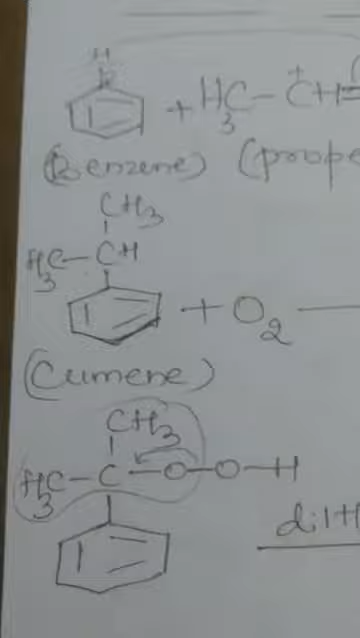 H
+ H3C - CH=
+
(Benzene) (prope
CH3
H3C - CH
+ O2
(Cumene)
CH3
H3C - C - O - O - H
dil H